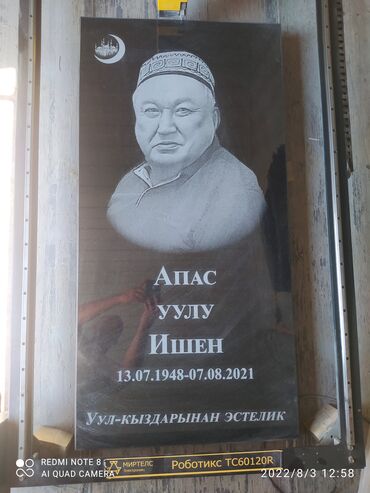 Апас
уулу
Ишен
13.07.1948-07.08.2021
Уул-кыздарынан эстелик
МИРТЕЛС
Роботикс TC60120R
REDMI NOTE 8
AI QUAD CAMERA
2022/8/3 12:58